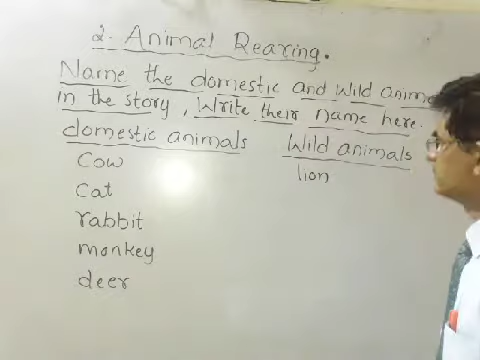 2. Animal Rearing.
Name the domestic and wild
in the story, Write their name here.
domestic animals Wild animals
Cow lion
Cat
rabbit
monkey
deer